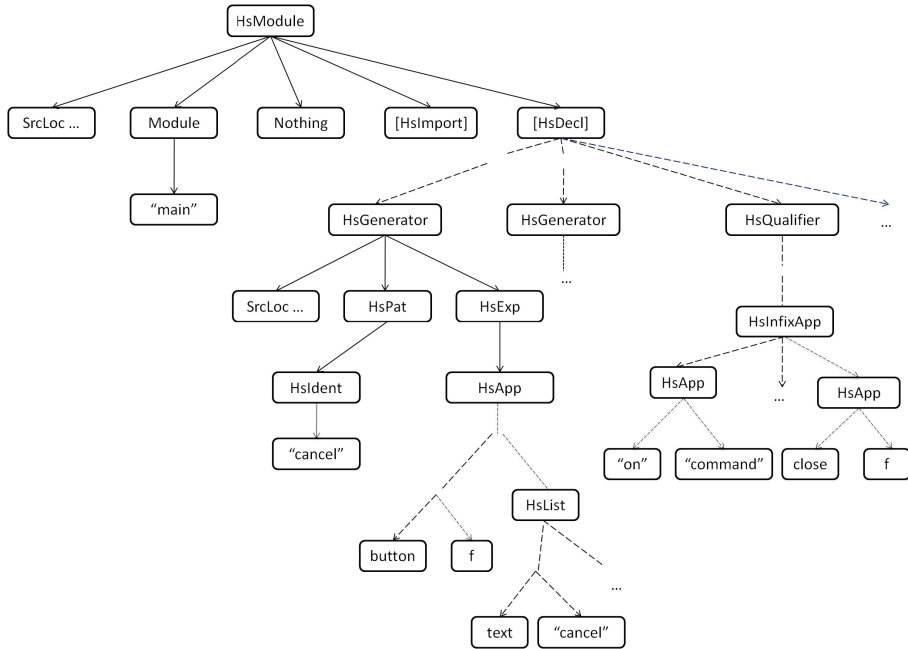 HsModule
SrcLoc ...
Module
Nothing
[HsImport]
[HsDecl]
“main”
HsGenerator
HsGenerator
HsQualifier
...
...
SrcLoc ...
HsPat
HsExp
HsInfixApp
HsIdent
HsApp
HsApp
...
HsApp
“cancel”
“on”
“command”
close
f
HsList
button
f
...
text
“cancel”